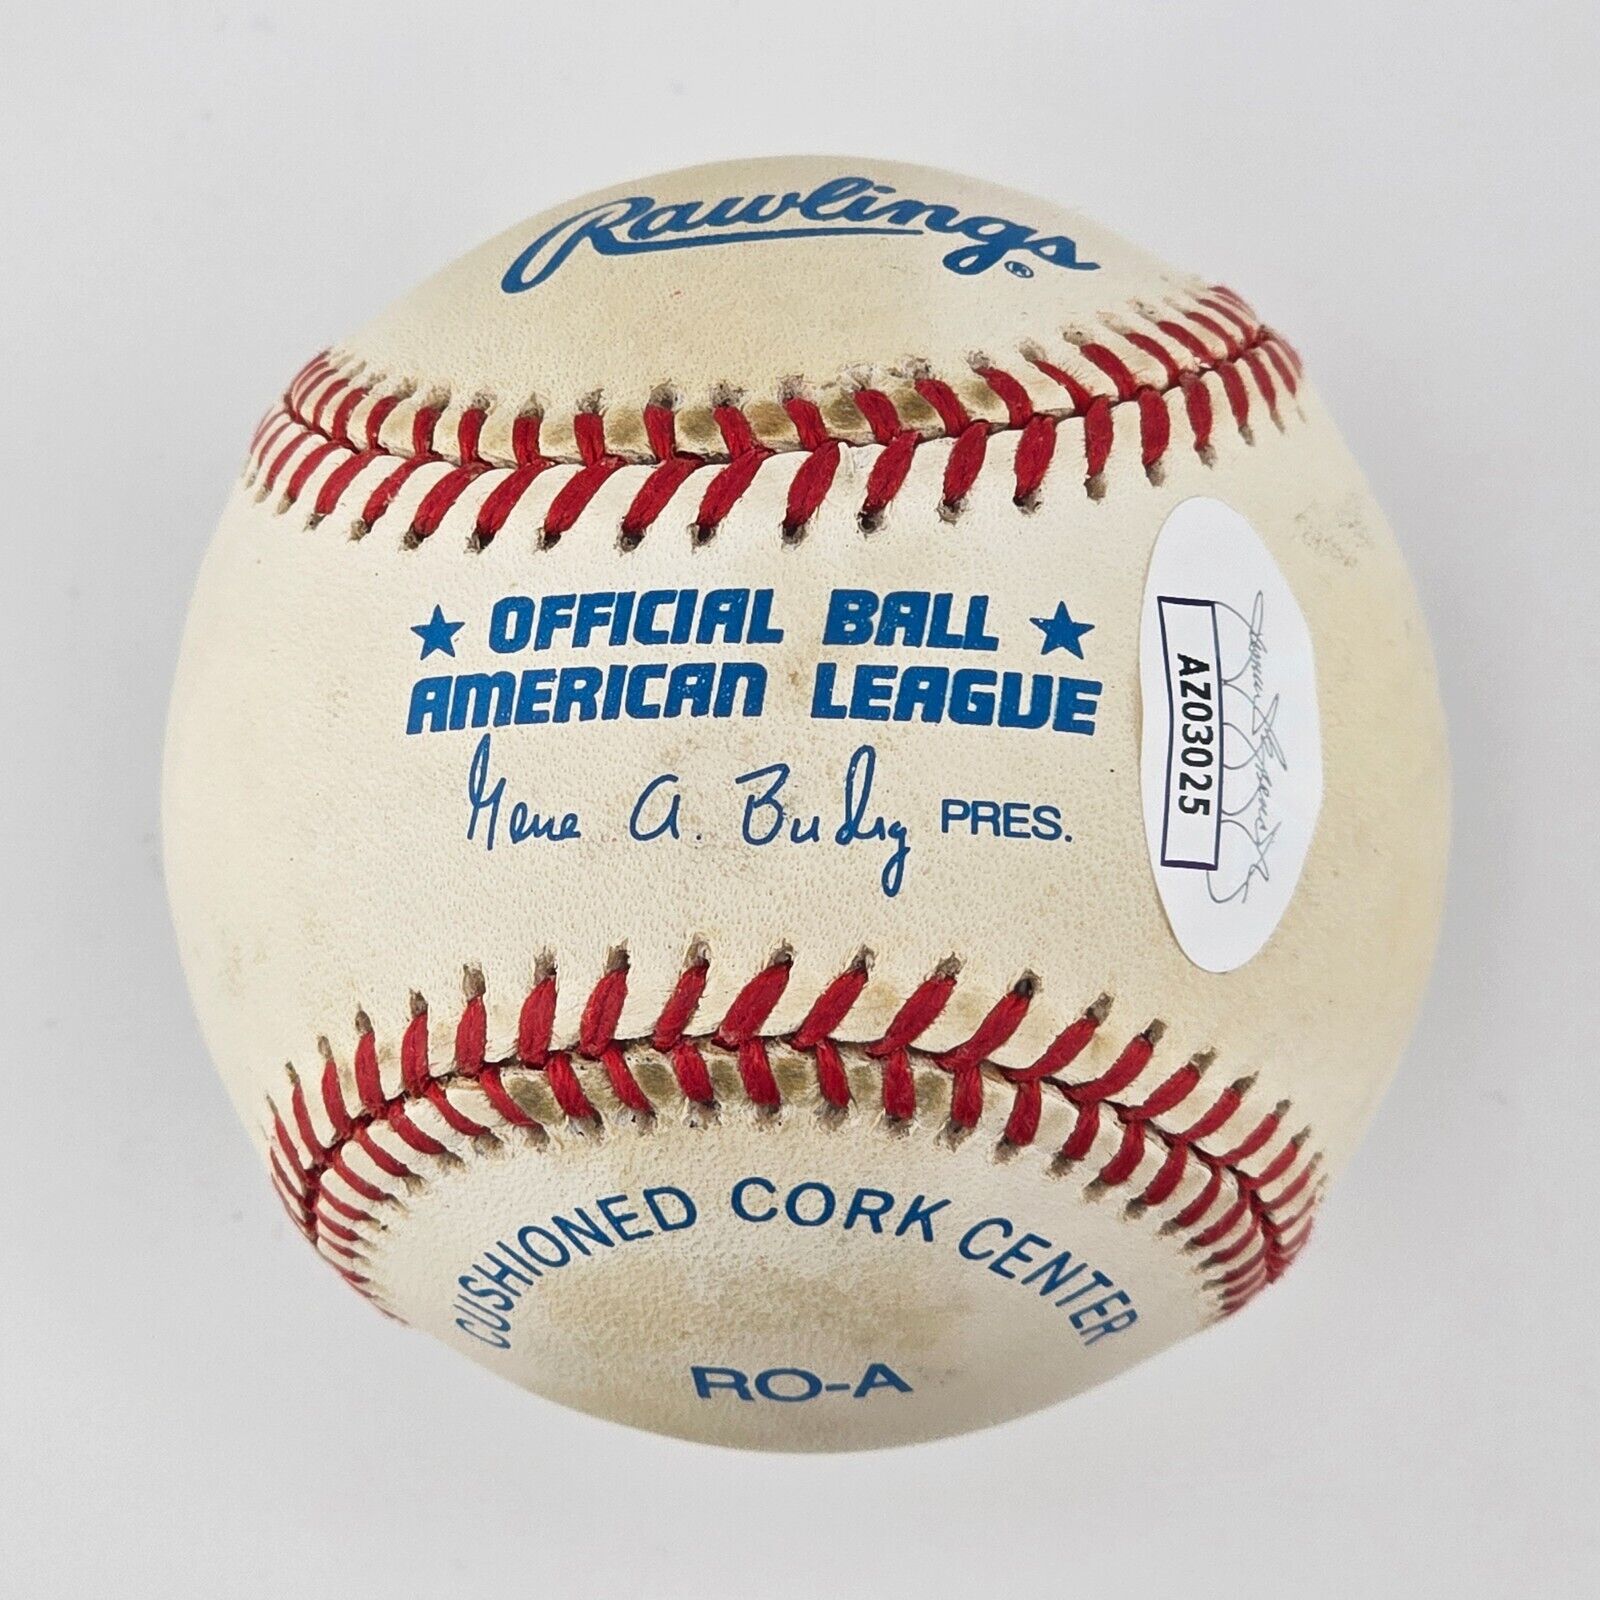 Rawlings®
★ OFFICIAL BALL ★
AMERICAN LEAGUE
Gene A. Budig PRES.
AZ03025
CUSHIONED CORK CENTER
RO-A